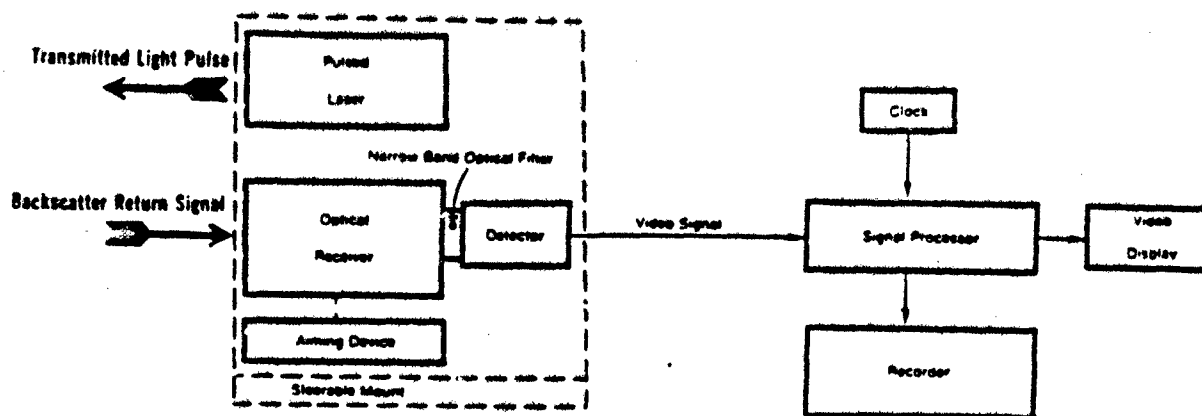 Transmitted Light Pulse
Pulsed
Laser
Clock
Narrow Band Optical Filter
Backscatter Return Signal
Optical
Receiver
Detector
Video Signal
Signal Processor
Video
Display
Aiming Device
Steerable Mount
Recorder